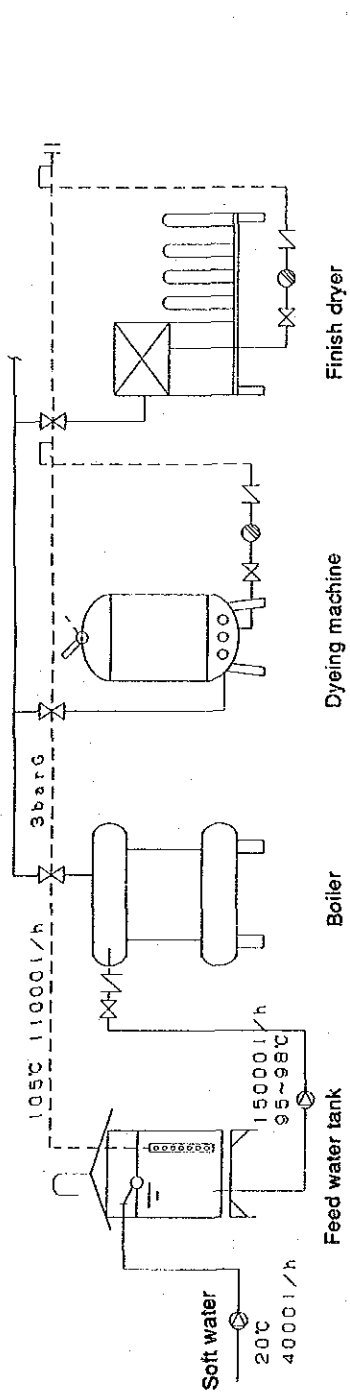 105℃ 11000l/h
3barG
15000l/h
95~98℃
Soft water
20℃
4000l/h
Feed water tank
Boiler
Dyeing machine
Finish dryer